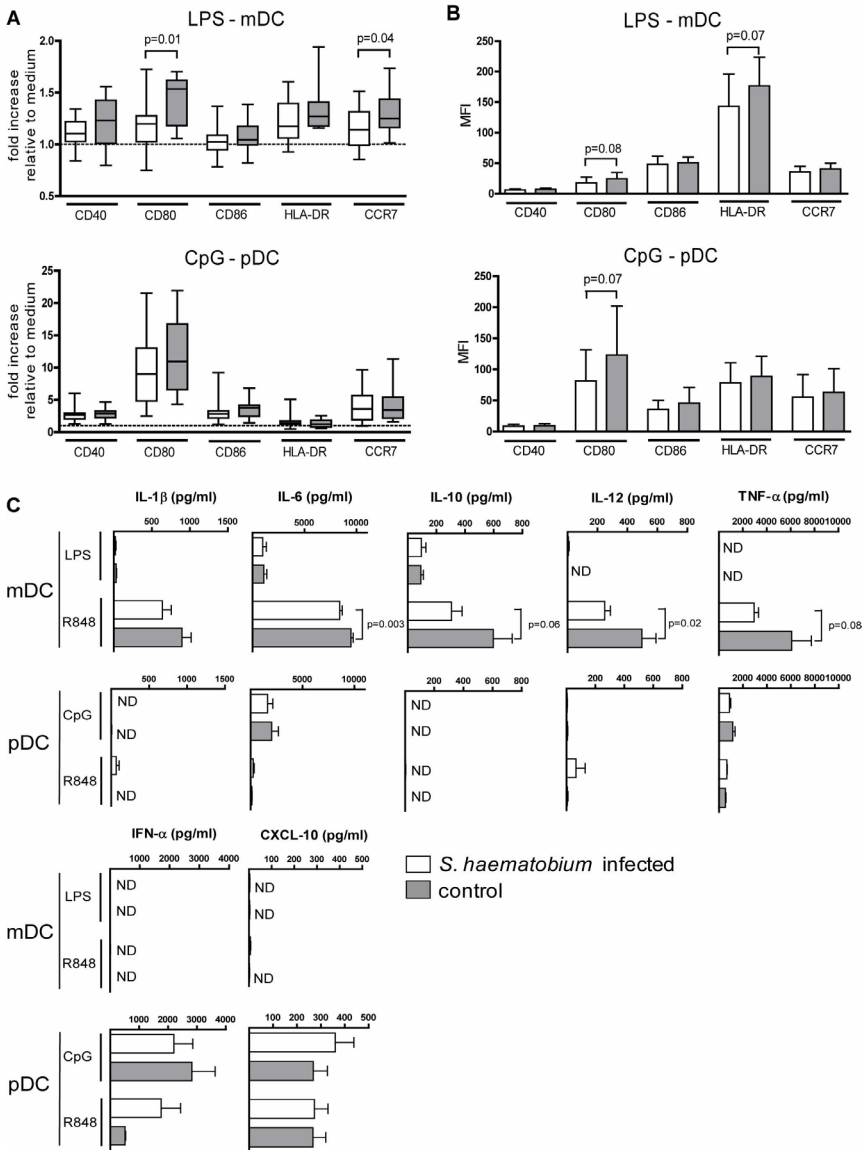 A
LPS - mDC
fold increase
relative to medium
2.0
1.5
1.0
0.5
p=0.01
p=0.04
CD40 CD80 CD86 HLA-DR CCR7
CpG - pDC
fold increase
relative to medium
25
20
15
10
5
0
CD40 CD80 CD86 HLA-DR CCR7
B
LPS - mDC
MFI
250
200
150
100
50
0
p=0.08
p=0.07
CD40 CD80 CD86 HLA-DR CCR7
CpG - pDC
MFI
250
200
150
100
50
0
p=0.07
CD40 CD80 CD86 HLA-DR CCR7
C
IL-1β (pg/ml) IL-6 (pg/ml) IL-10 (pg/ml) IL-12 (pg/ml) TNF-α (pg/ml)
500 1000 1500 5000 10000 200 400 600 800 200 400 600 800 2000 4000 6000 8000 10000
mDC
LPS
ND
ND
ND
R848
p=0.003
p=0.06
p=0.02
p=0.08
500 1000 1500 5000 10000 200 400 600 800 200 400 600 800 2000 4000 6000 8000 10000
pDC
CpG
ND ND
ND ND
R848
ND
ND ND
IFN-α (pg/ml) CXCL-10 (pg/ml)
1000 2000 3000 4000 100 200 300 400 500
mDC
LPS
ND ND
ND ND
R848
ND
ND ND
S. haematobium infected
control
1000 2000 3000 4000 100 200 300 400 500
pDC
CpG
R848